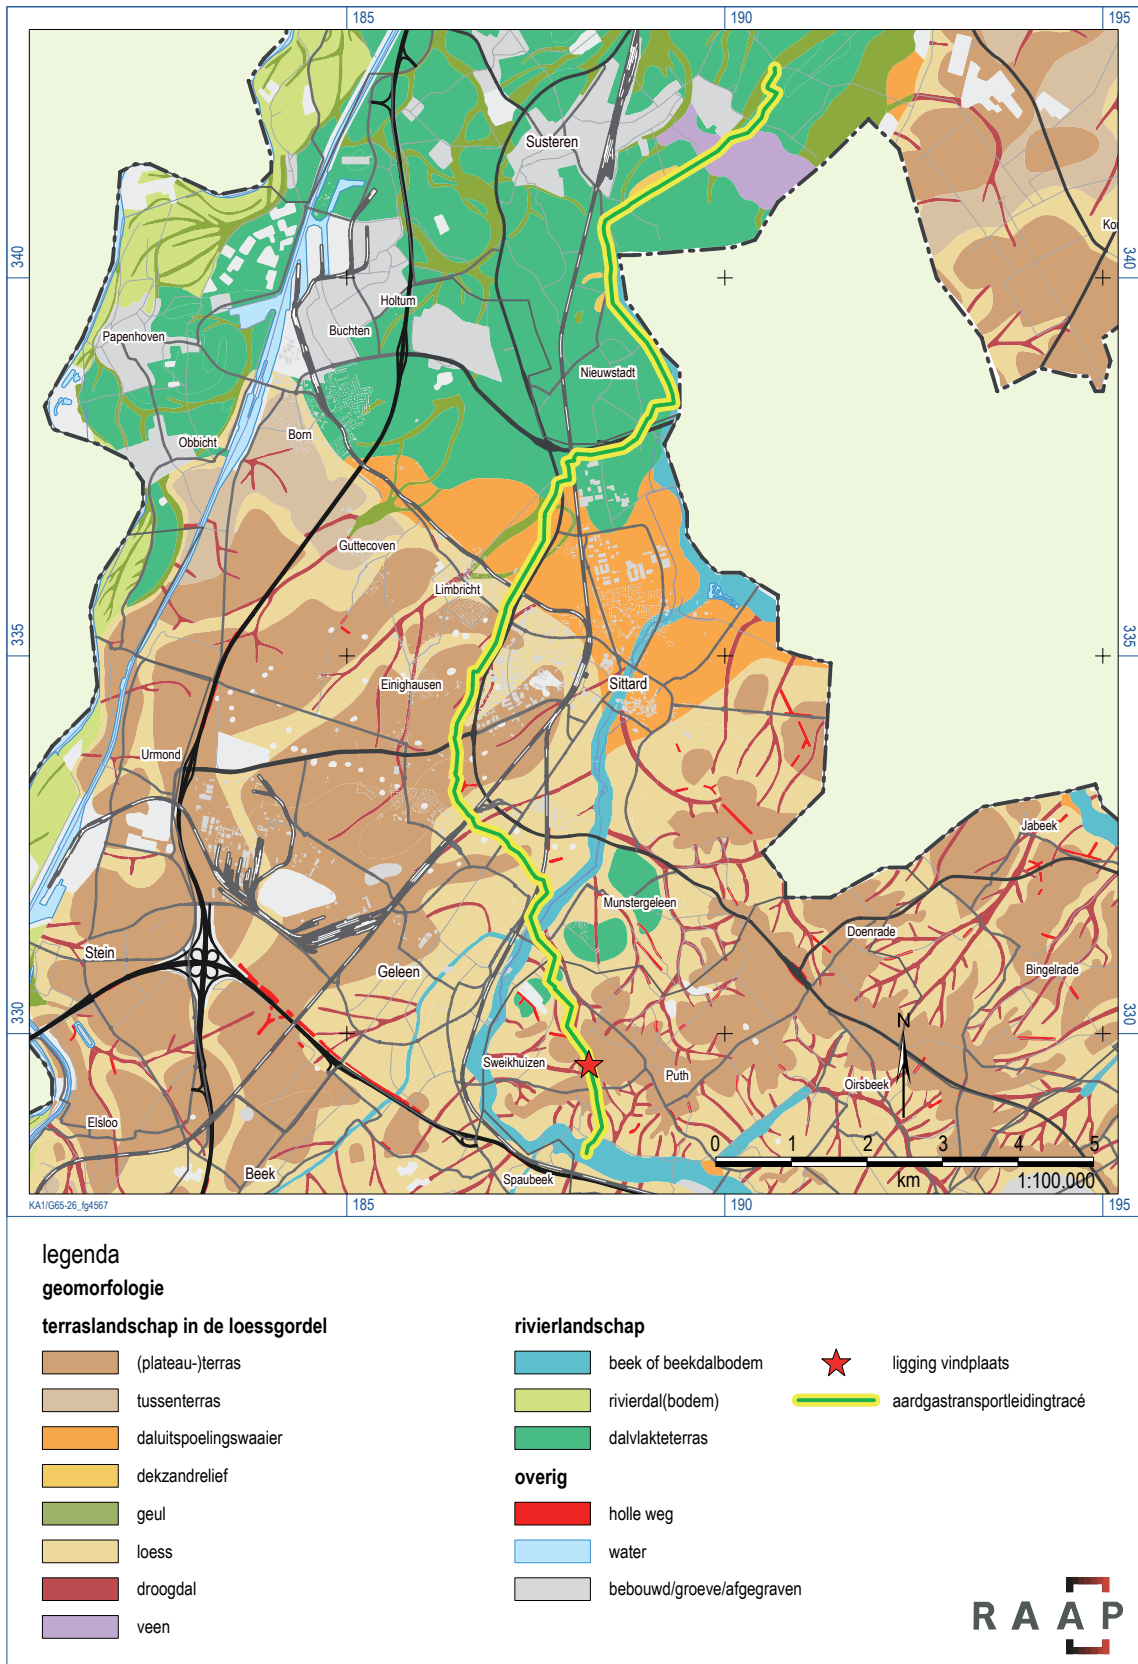 185
190
195
Susteren
Kon
340
340
Holtum
Papenhoven
Buchten
Nieuwstadt
Obbicht
Born
Guttecoven
Limbricht
335
335
Einighausen
Sittard
Urmond
Jabeek
Munstergeleen
Doenrade
Stein
Geleen
Bingelrade
330
330
N
Sweikhuizen
Puth
Oirsbeek
Elsloo
0 1 2 3 4 5
Beek
Spaubeek
km
1:100.000
KA1/G65-26_fg4567
185
190
195
legenda
geomorfologie
terraslandschap in de loessgordel
(plateau-)terras
tussenterras
daluitspoelingswaaier
dekzandrelief
geul
loess
droogdal
veen
rivierlandschap
beek of beekdalbodem
rivierdal(bodem)
dalvlakteterras
overig
holle weg
water
bebouwd/groeve/afgegraven
ligging vindplaats
aardgastransportleidingtracé
RAAP